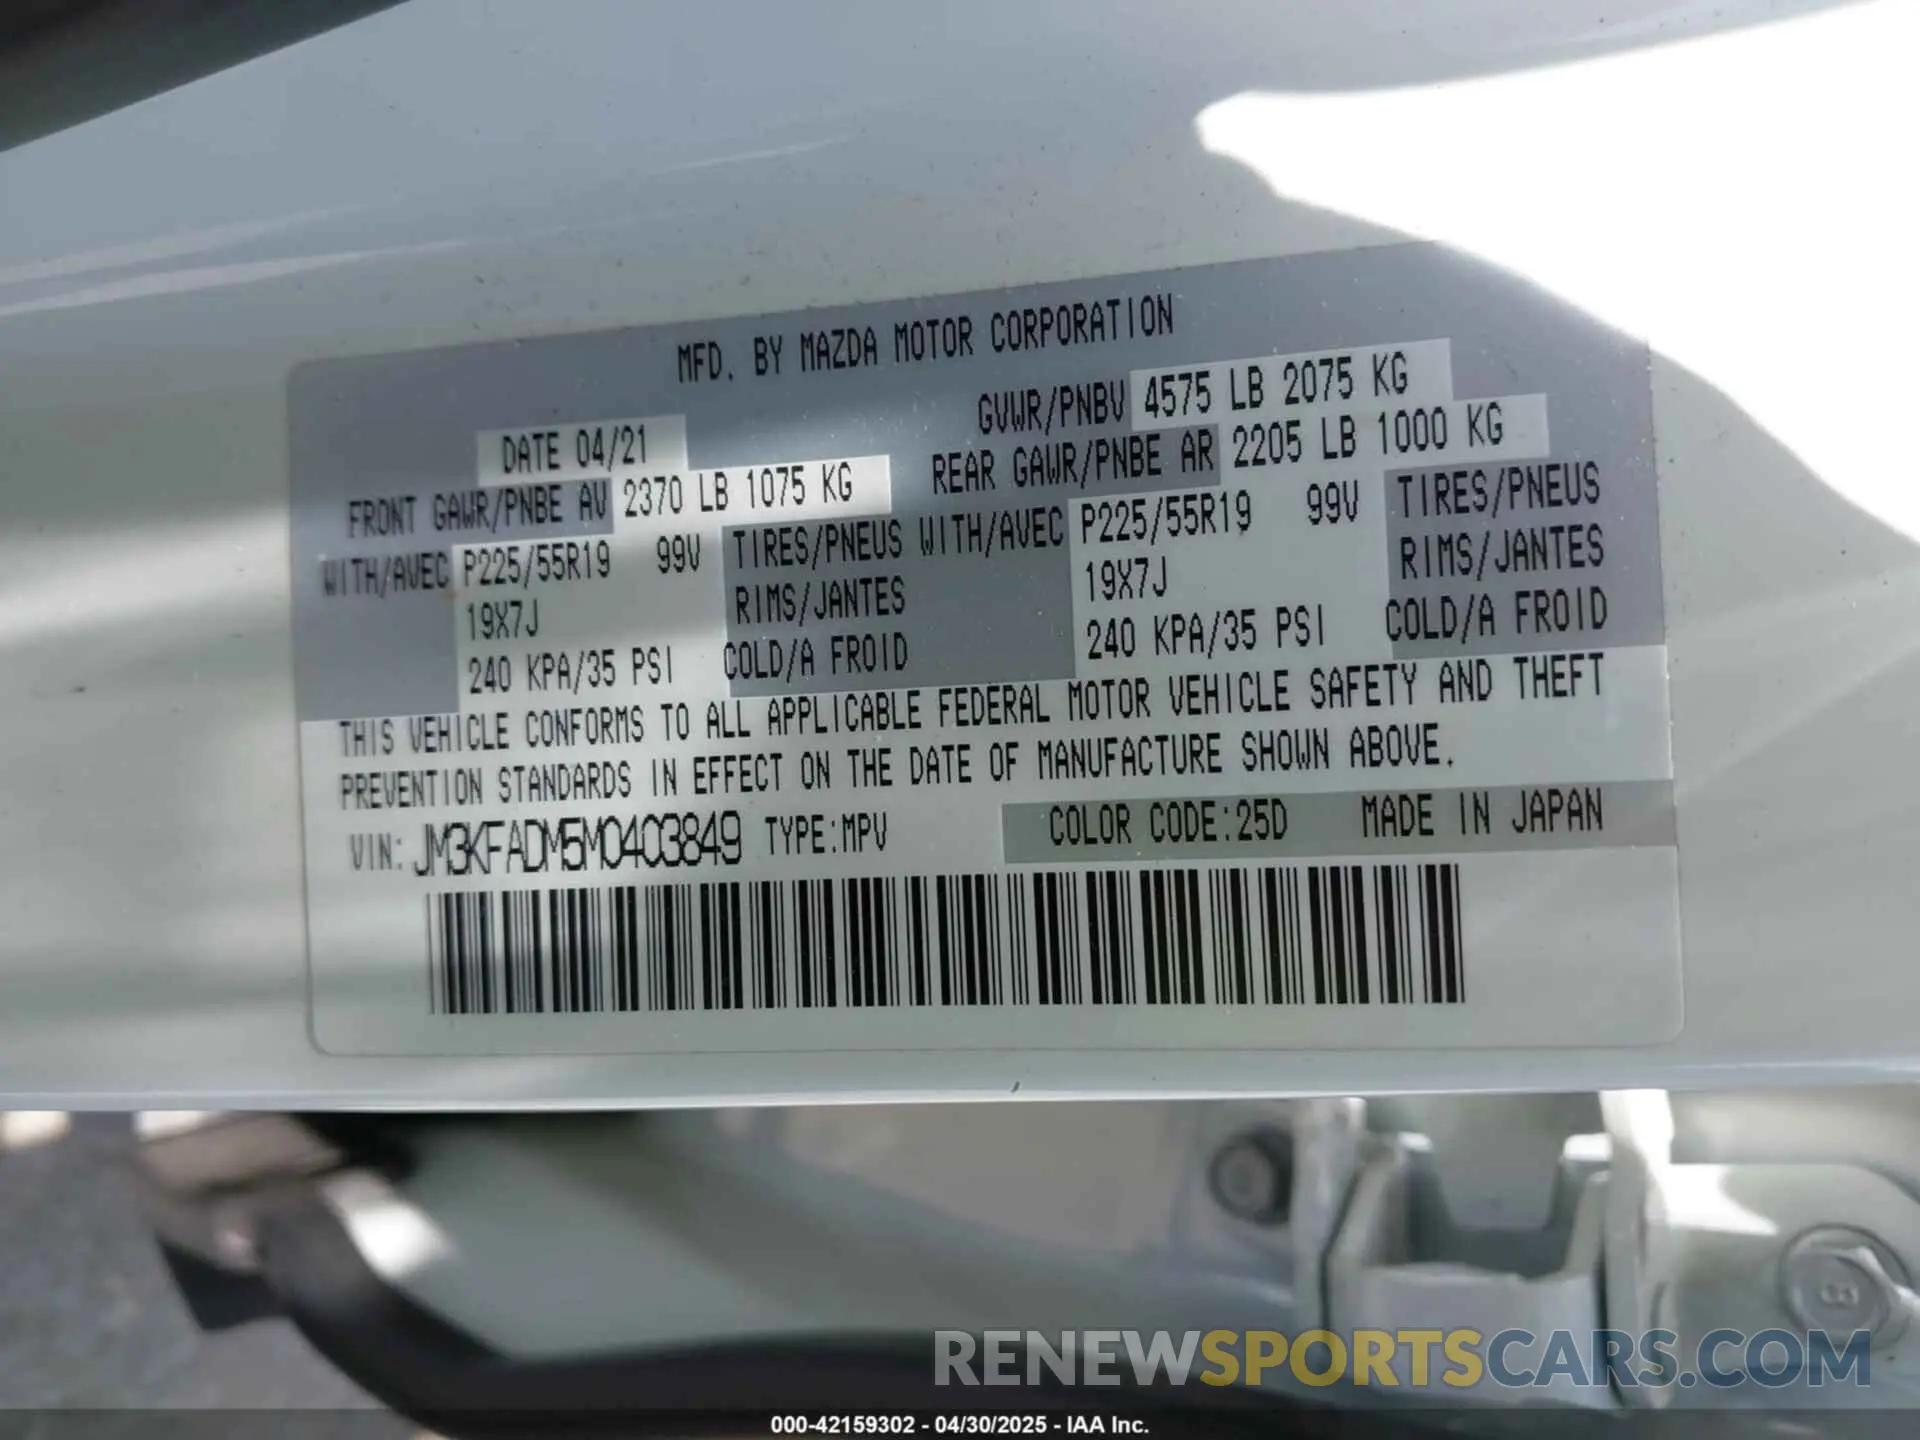 MFD. BY MAZDA MOTOR CORPORATION
DATE 04/21 GVWR/PNBV 4575 LB 2075 KG
FRONT GAWR/PNBE AV 2370 LB 1075 KG REAR GAWR/PNBE AR 2205 LB 1000 KG
WITH/AVEC P225/55R19 99V TIRES/PNEUS WITH/AVEC P225/55R19 99V TIRES/PNEUS
19X7J RIMS/JANTES 19X7J RIMS/JANTES
240 KPA/35 PSI COLD/A FROID 240 KPA/35 PSI COLD/A FROID
THIS VEHICLE CONFORMS TO ALL APPLICABLE FEDERAL MOTOR VEHICLE SAFETY AND THEFT
PREVENTION STANDARDS IN EFFECT ON THE DATE OF MANUFACTURE SHOWN ABOVE.
VIN: JM3KFADM5M0403849 TYPE:MPV COLOR CODE:25D MADE IN JAPAN
8
RENEWSPORTSCARS.COM
000-42159302 - 04/30/2025 - IAA Inc.